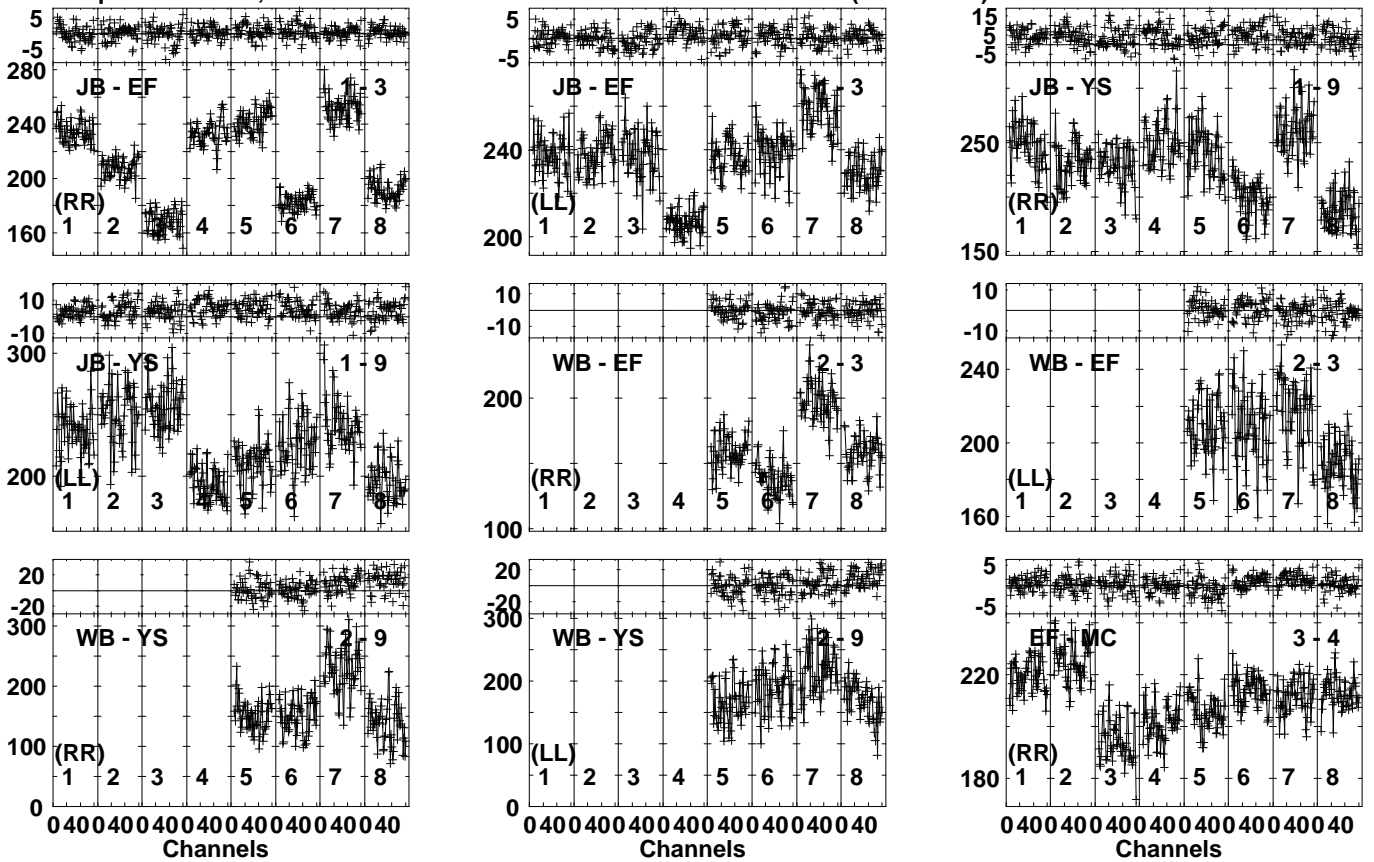 5 5 15
-5 -5 5
-5
280 JB - EF 1 - 3 JB - EF 1 - 3 JB - YS 1 - 9
240 240 250
200
(RR) (LL) (RR)
160 1 2 3 4 5 6 7 8 200 1 2 3 4 5 6 7 8 150 1 2 3 4 5 6 7 8
10 10 10
-10 -10 -10
300 JB - YS 1 - 9 WB - EF 2 - 3 WB - EF 2 - 3
240
200 200 200
(LL) (RR) (LL)
1 2 3 4 5 6 7 8 100 1 2 3 4 5 6 7 8 160 1 2 3 4 5 6 7 8
20 20 5
-20 -20 -5
300 WB - YS 2 - 9 300 WB - YS 2 - 9 EF - MC 3 - 4
200 200 220
100 100
(RR) (LL) (RR)
1 2 3 4 5 6 7 8 1 2 3 4 5 6 7 8 180 1 2 3 4 5 6 7 8
0 0
0 40 0 40 0 40 0 40 0 40 0 40 0 40 0 40 0 40 0 40 0 40 0 40 0 40 0 40 0 40 0 40 0 40 0 40 0 40 0 40 0 40 0 40 0 40 0 40
Channels Channels Channels